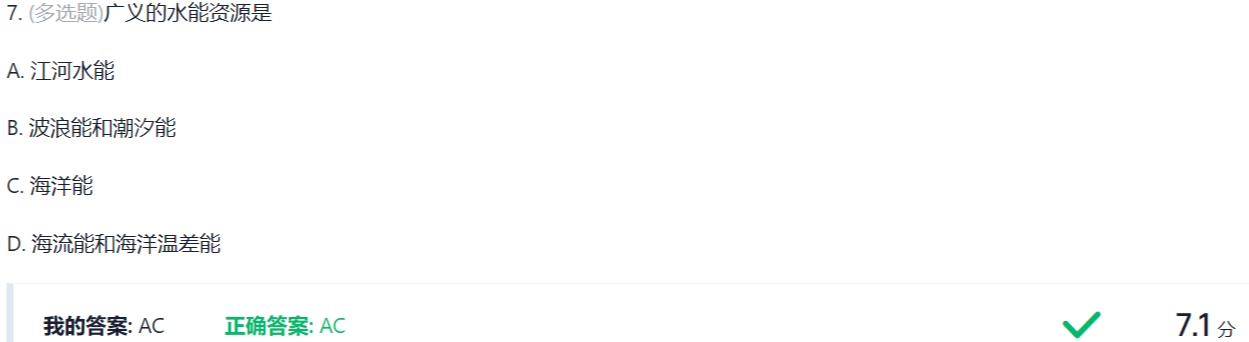 7. (多选题)广义的水能资源是
A. 江河水能
B. 波浪能和潮汐能
C. 海洋能
D. 海流能和海洋温差能
我的答案: AC 正确答案: AC 7.1 分